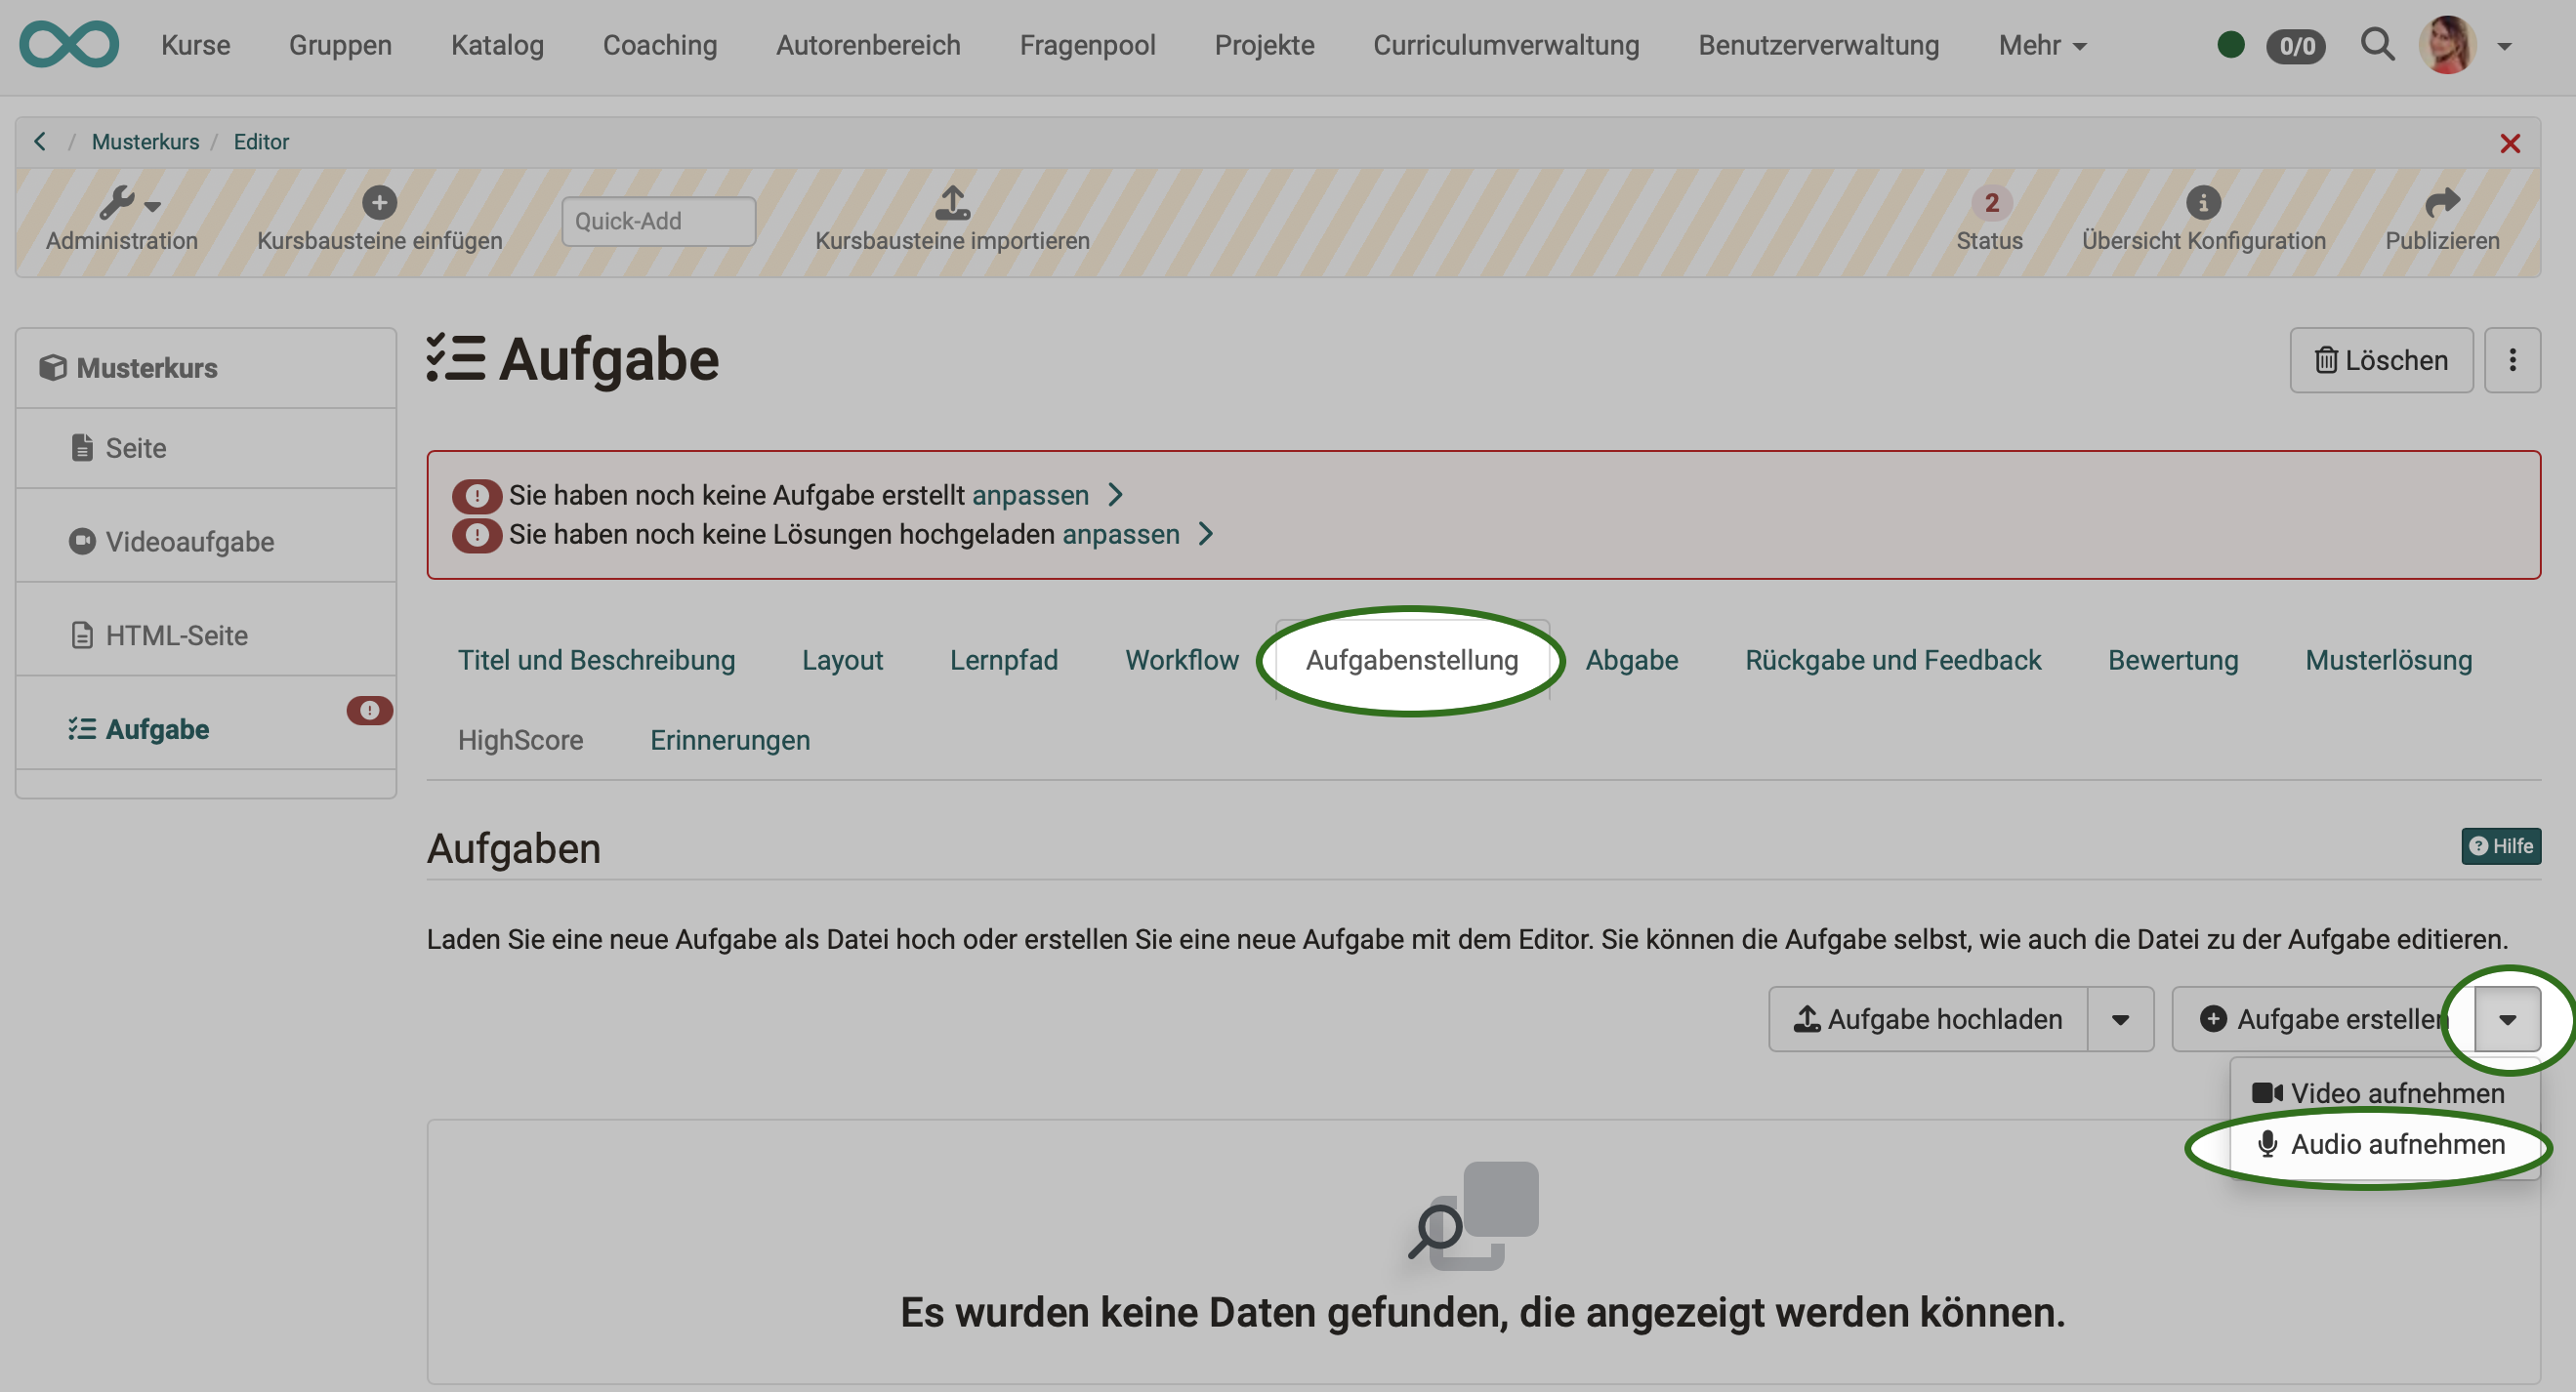 Kurse Gruppen Katalog Coaching Autorenbereich Fragenpool Projekte Curriculumverwaltung Benutzerverwaltung Mehr 0/0
/ Musterkurs / Editor
Administration Kursbausteine einfügen Quick-Add Kursbausteine importieren 2 Status Übersicht Konfiguration Publizieren
Musterkurs
Seite
Videoaufgabe
HTML-Seite
Aufgabe
Aufgabe
Löschen
Sie haben noch keine Aufgabe erstellt anpassen
Sie haben noch keine Lösungen hochgeladen anpassen
Titel und Beschreibung Layout Lernpfad Workflow Aufgabenstellung Abgabe Rückgabe und Feedback Bewertung Musterlösung
HighScore Erinnerungen
Aufgaben
Hilfe
Laden Sie eine neue Aufgabe als Datei hoch oder erstellen Sie eine neue Aufgabe mit dem Editor. Sie können die Aufgabe selbst, wie auch die Datei zu der Aufgabe editieren.
Aufgabe hochladen Aufgabe erstellen
Video aufnehmen
Audio aufnehmen
Es wurden keine Daten gefunden, die angezeigt werden können.